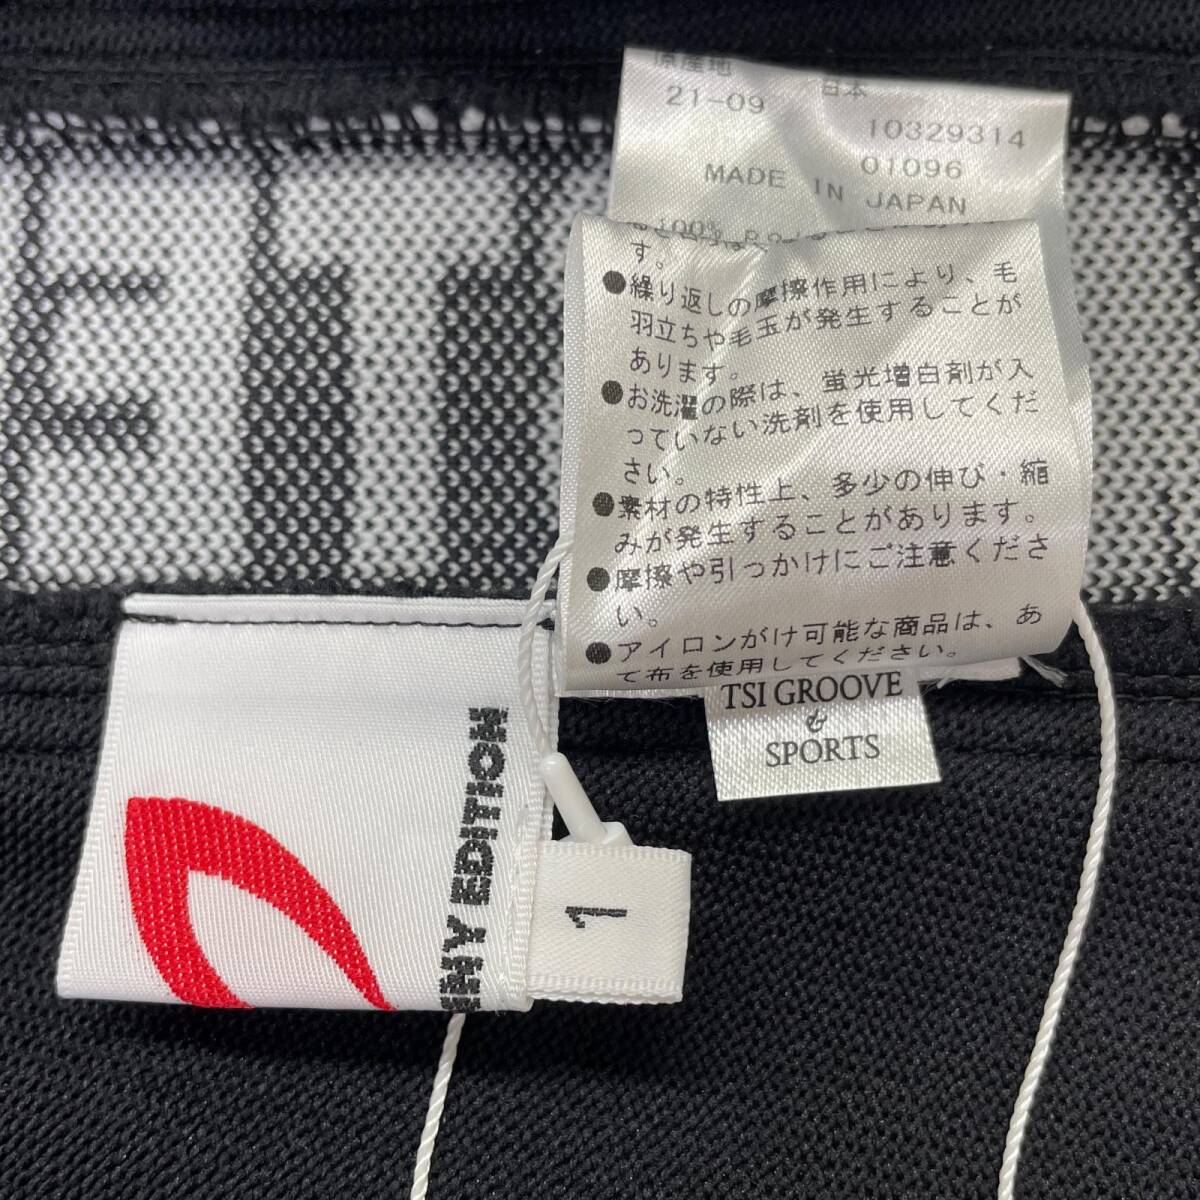 原産地 日本
21-09
10329314
01096
MADE IN JAPAN
100%
す。
●繰り返しの摩擦作用により、毛
羽立ちや毛玉が発生することが
あります。
●お洗濯の際は、蛍光増白剤が入
っていない洗剤を使用してくだ
さい。
●素材の特性上、多少の伸び・縮
みが発生することがあります。
●摩擦や引っかけにご注意くださ
い。
●アイロンがけ可能な商品は、あ
て布を使用してください。
TSI GROOVE
&
SPORTS
NY EDITION
1